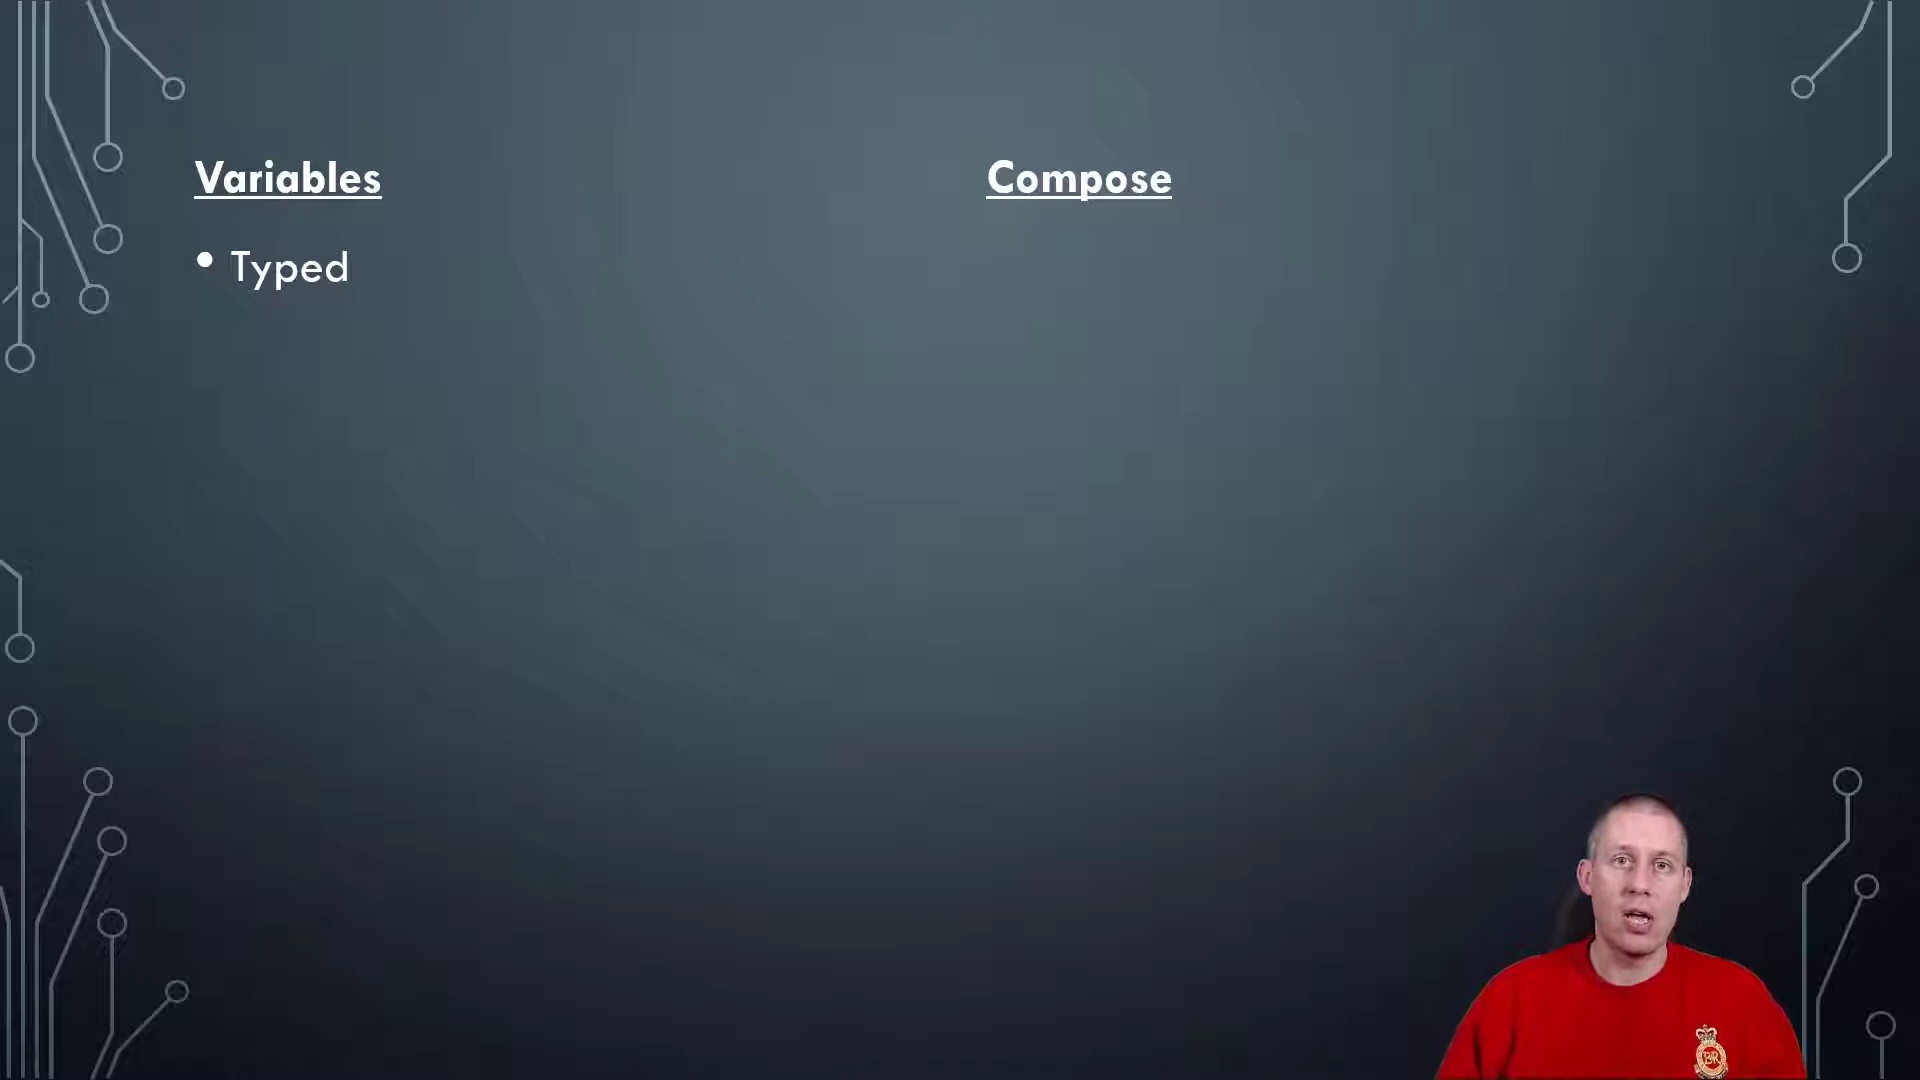 Variables
Compose
• Typed